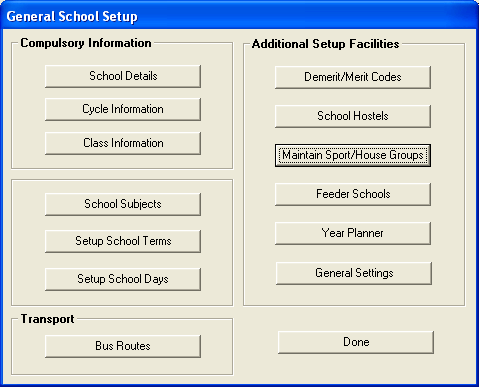 General School Setup
Compulsory Information
School Details
Cycle Information
Class Information
School Subjects
Setup School Terms
Setup School Days
Transport
Bus Routes
Additional Setup Facilities
Demerit/Merit Codes
School Hostels
Maintain Sport/House Groups
Feeder Schools
Year Planner
General Settings
Done